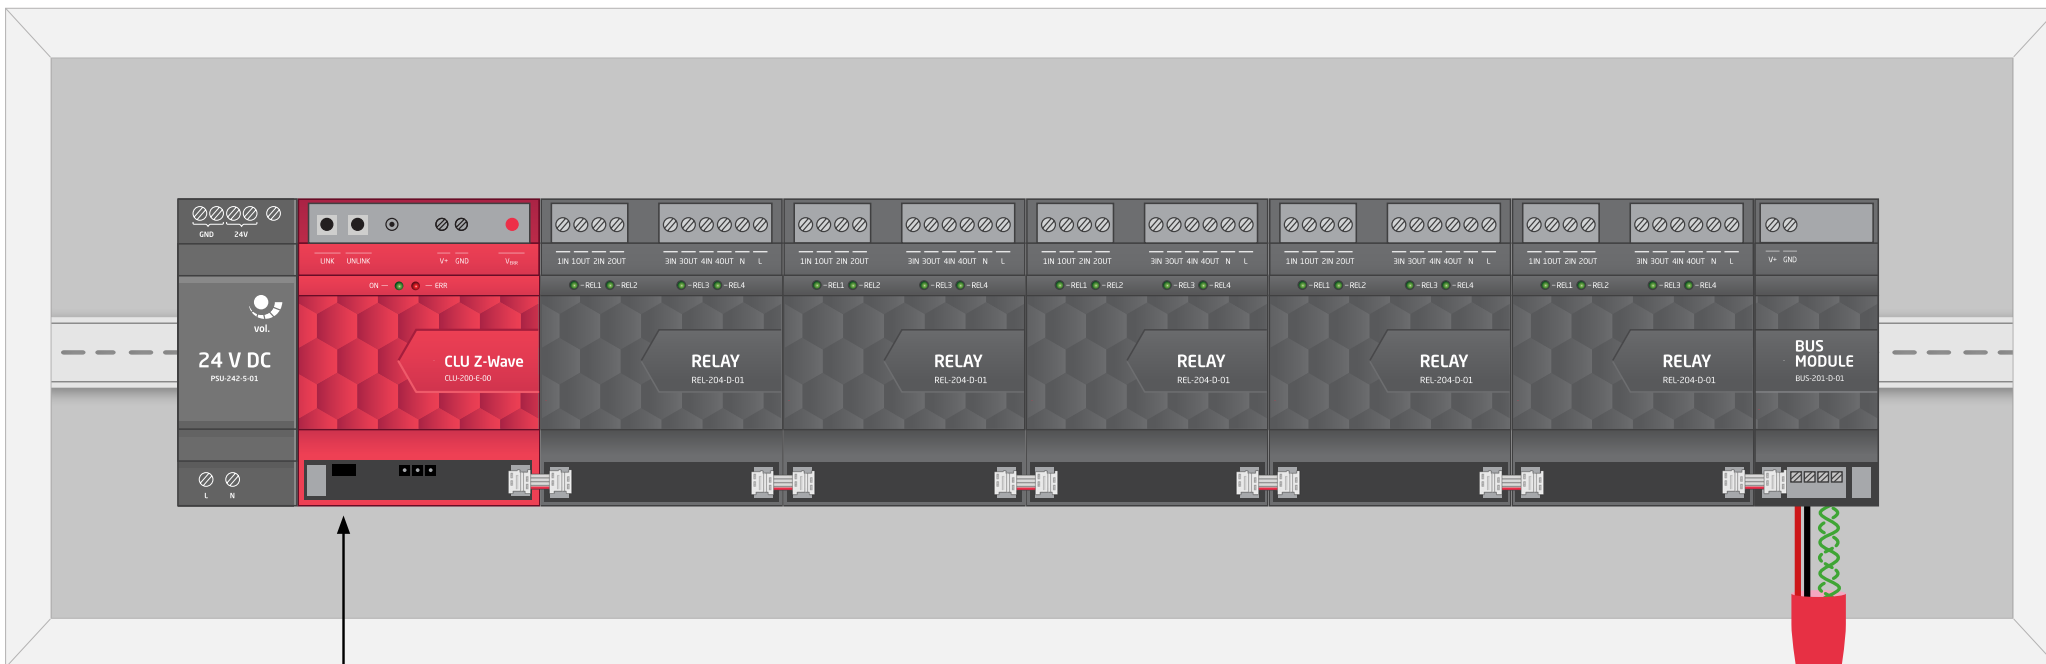 GND 24V
vol.
24 V DC
PSU-242-S-01
L N
LINK UNLINK V+ GND VERR
ON ERR
CLU Z-Wave
CLU-200-E-00
1IN 1OUT 2IN 2OUT 3IN 3OUT 4IN 4OUT N L
REL1 REL2 REL3 REL4
RELAY
REL-204-D-01
1IN 1OUT 2IN 2OUT 3IN 3OUT 4IN 4OUT N L
REL1 REL2 REL3 REL4
RELAY
REL-204-D-01
1IN 1OUT 2IN 2OUT 3IN 3OUT 4IN 4OUT N L
REL1 REL2 REL3 REL4
RELAY
REL-204-D-01
1IN 1OUT 2IN 2OUT 3IN 3OUT 4IN 4OUT N L
REL1 REL2 REL3 REL4
RELAY
REL-204-D-01
1IN 1OUT 2IN 2OUT 3IN 3OUT 4IN 4OUT N L
REL1 REL2 REL3 REL4
RELAY
REL-204-D-01
V+ GND
BUS
MODULE
BUS-201-D-01